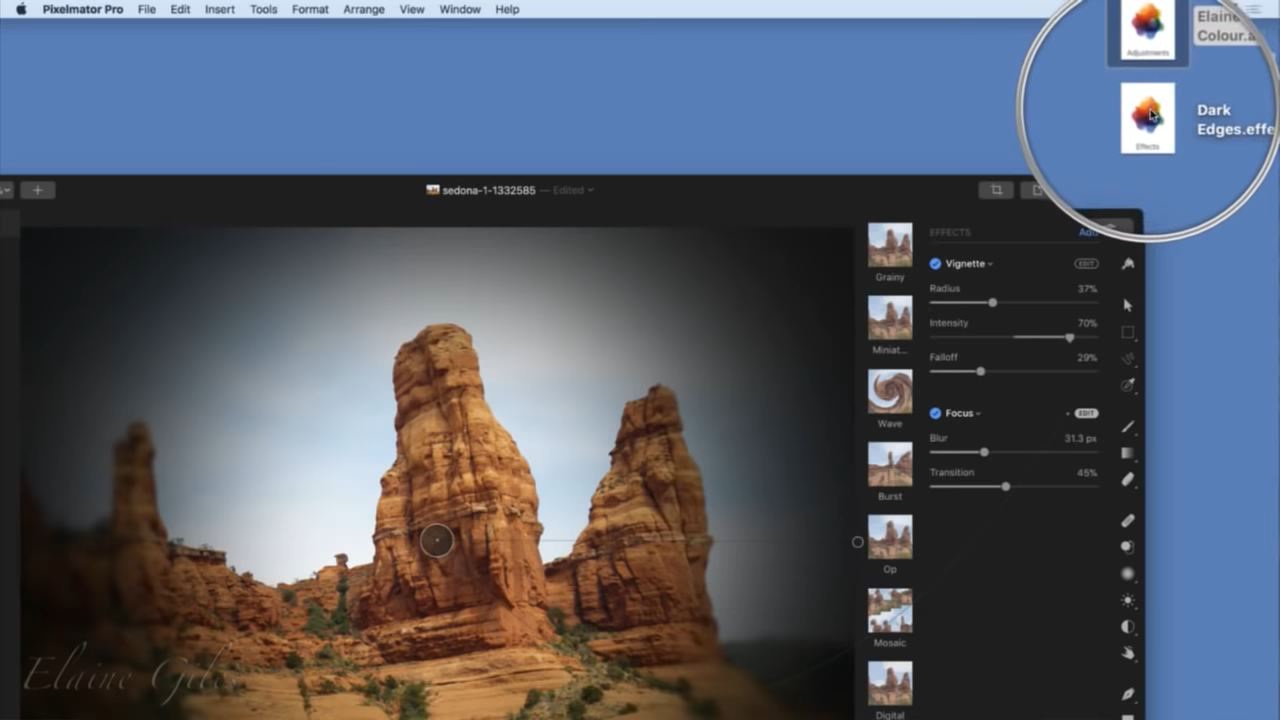 Pixelmator Pro File Edit Insert Tools Format Arrange View Window Help
Elaine
Colour.a
Adjustments
Dark
Edges.effe
Effects
sedona-1-1332585 — Edited
EFFECTS
Vignette EDIT
Radius 37%
Intensity 70%
Falloff 29%
Focus EDIT
Blur 31.3 px
Transition 45%
Grainy
Miniat...
Wave
Burst
Op
Mosaic
Digital
Elaine Giles